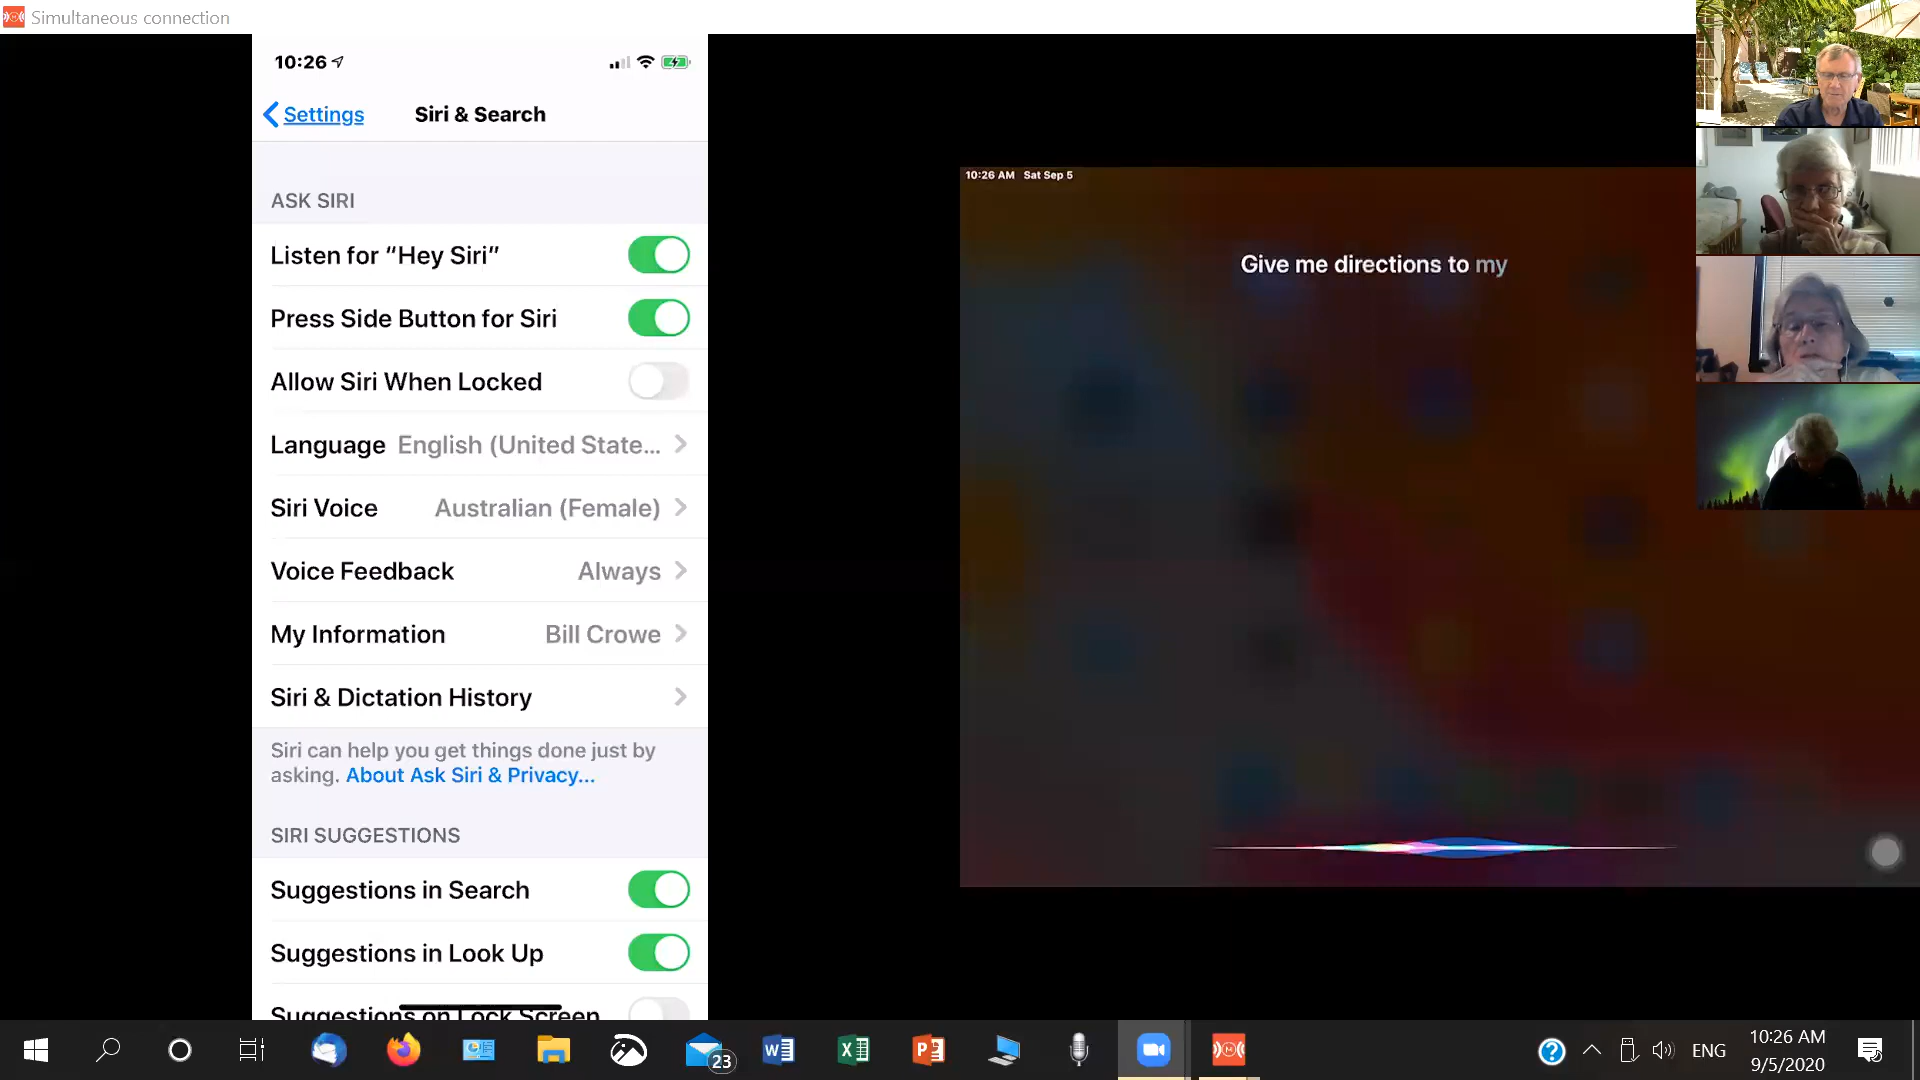 Simultaneous connection
10:26
Settings
Siri & Search
ASK SIRI
Listen for “Hey Siri”
Press Side Button for Siri
Allow Siri When Locked
Language English (United State...
Siri Voice Australian (Female)
Voice Feedback Always
My Information Bill Crowe
Siri & Dictation History
Siri can help you get things done just by
asking. About Ask Siri & Privacy...
SIRI SUGGESTIONS
Suggestions in Search
Suggestions in Look Up
Suggestions on Lock Screen
10:26 AM Sat Sep 5
Give me directions to my
23
ENG
10:26 AM
9/5/2020